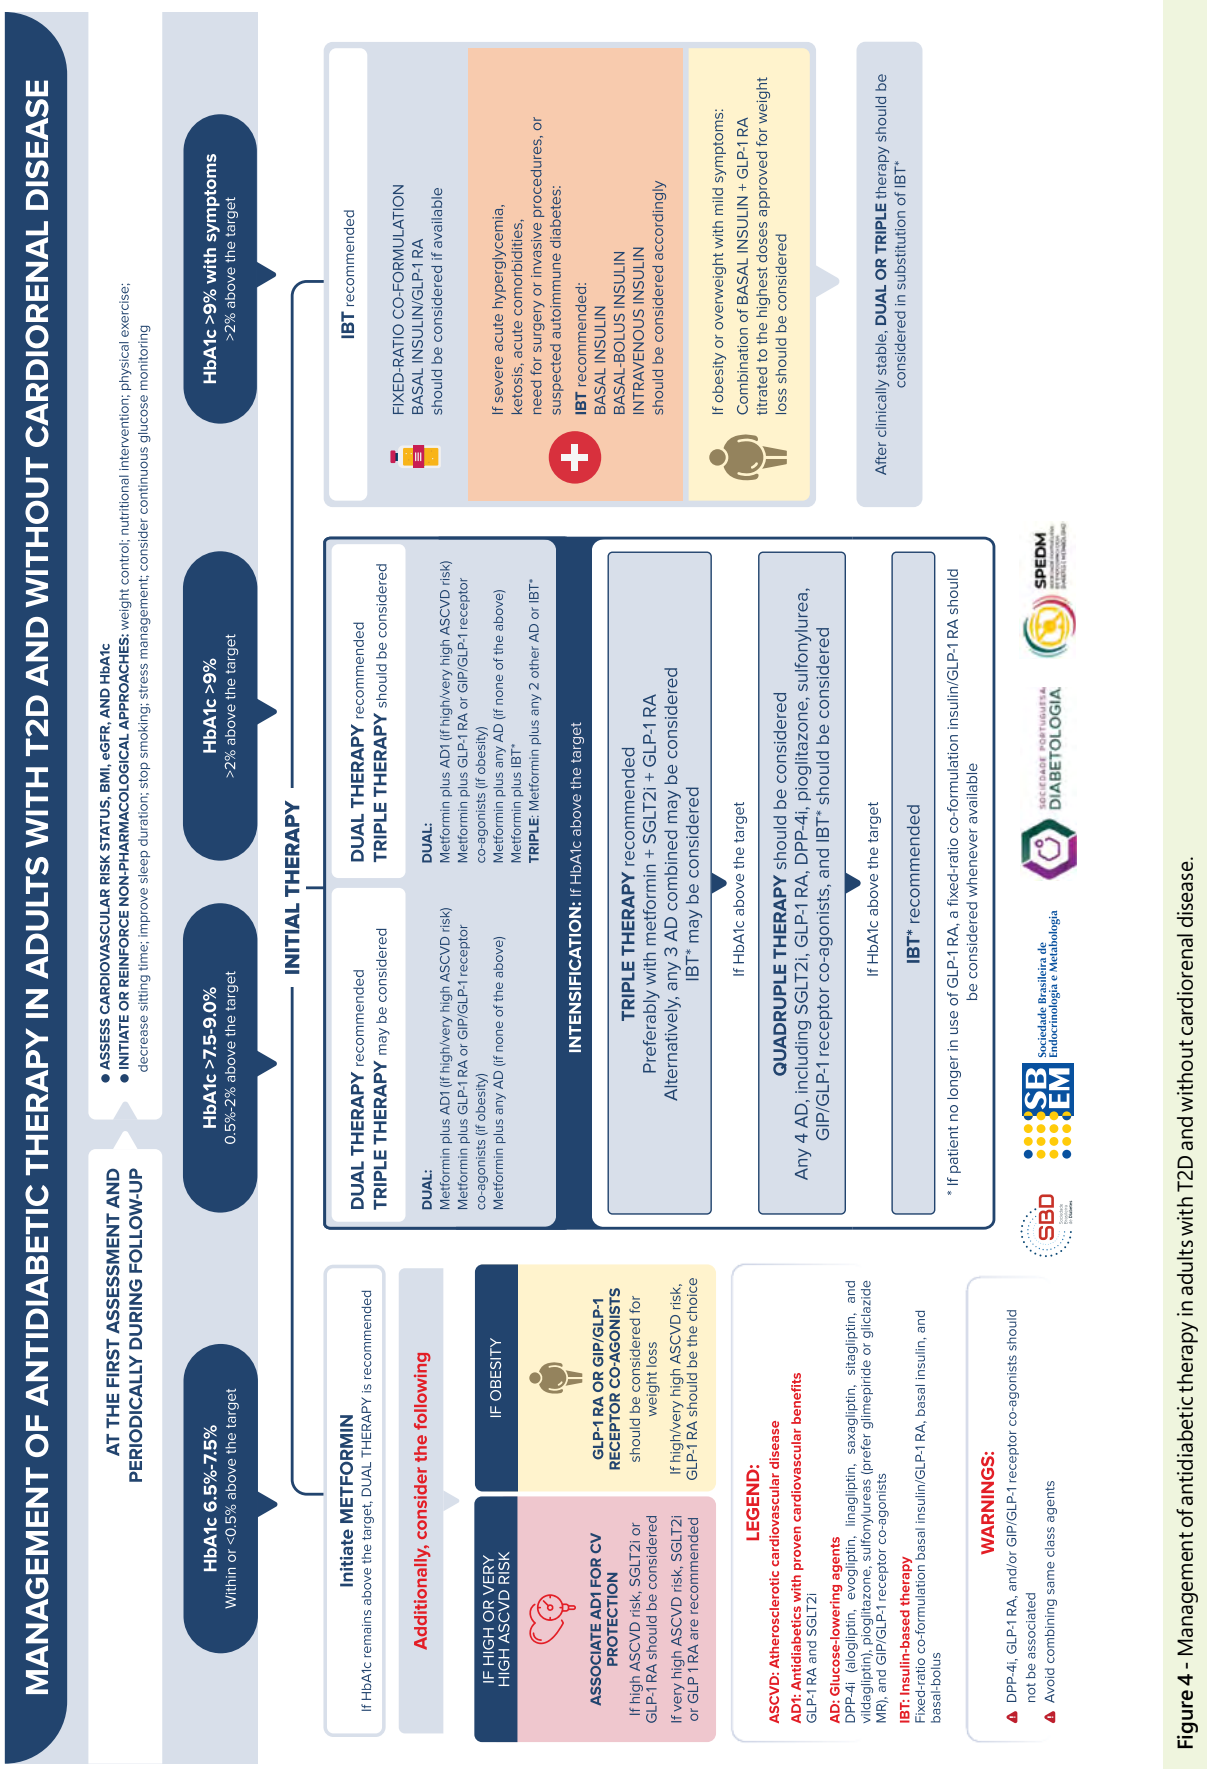 MANAGEMENT OF ANTIDIABETIC THERAPY IN ADULTS WITH T2D AND WITHOUT CARDIORENAL DISEASE
AT THE FIRST ASSESSMENT AND
PERIODICALLY DURING FOLLOW-UP
● ASSESS CARDIOVASCULAR RISK STATUS, BMI, eGFR, AND HbA1c
● INITIATE OR REINFORCE NON-PHARMACOLOGICAL APPROACHES: weight control; nutritional intervention; physical exercise;
decrease sitting time; improve sleep duration; stop smoking; stress management; consider continuous glucose monitoring
HbA1c 6.5%-7.5%
Within or <0.5% above the target
HbA1c >7.5-9.0%
0.5%-2% above the target
HbA1c >9%
>2% above the target
HbA1c >9% with symptoms
>2% above the target
INITIAL THERAPY
Initiate METFORMIN
If HbA1c remains above the target, DUAL THERAPY is recommended
Additionally, consider the following
IF HIGH OR VERY
HIGH ASCVD RISK
ASSOCIATE AD1 FOR CV
PROTECTION
If high ASCVD risk, SGLT2i or
GLP-1 RA should be considered
If very high ASCVD risk, SGLT2i
or GLP 1 RA are recommended
IF OBESITY
GLP-1 RA OR GIP/GLP-1
RECEPTOR CO-AGONISTS
should be considered for
weight loss
If high/very high ASCVD risk,
GLP-1 RA should be the choice
LEGEND:
ASCVD: Atherosclerotic cardiovascular disease
AD1: Antidiabetics with proven cardiovascular benefits
GLP-1 RA and SGLT2i
AD: Glucose-lowering agents
DPP-4i (alogliptin, evogliptin, linagliptin, saxagliptin, sitagliptin, and
vildagliptin), pioglitazone, sulfonylureas (prefer glimepiride or gliclazide
MR), and GIP/GLP-1 receptor co-agonists
IBT: Insulin-based therapy
Fixed-ratio co-formulation basal insulin/GLP-1 RA, basal insulin, and
basal-bolus
WARNINGS:
DPP-4i, GLP-1 RA, and/or GIP/GLP-1 receptor co-agonists should
not be associated
Avoid combining same class agents
DUAL THERAPY recommended
TRIPLE THERAPY may be considered
DUAL:
Metformin plus AD1 (if high/very high ASCVD risk)
Metformin plus GLP-1 RA or GIP/GLP-1 receptor
co-agonists (if obesity)
Metformin plus any AD (if none of the above)
DUAL THERAPY recommended
TRIPLE THERAPY should be considered
DUAL:
Metformin plus AD1 (if high/very high ASCVD risk)
Metformin plus GLP-1 RA or GIP/GLP-1 receptor
co-agonists (if obesity)
Metformin plus any AD (if none of the above)
Metformin plus IBT*
TRIPLE: Metformin plus any 2 other AD or IBT*
INTENSIFICATION: If HbA1c above the target
TRIPLE THERAPY recommended
Preferably with metformin + SGLT2i + GLP-1 RA
Alternatively, any 3 AD combined may be considered
IBT* may be considered
If HbA1c above the target
QUADRUPLE THERAPY should be considered
Any 4 AD, including SGLT2i, GLP-1 RA, DPP-4i, pioglitazone, sulfonylurea,
GIP/GLP-1 receptor co-agonists, and IBT* should be considered
If HbA1c above the target
IBT* recommended
* If patient no longer in use of GLP-1 RA, a fixed-ratio co-formulation insulin/GLP-1 RA should
be considered whenever available
IBT recommended
FIXED-RATIO CO-FORMULATION
BASAL INSULIN/GLP-1 RA
should be considered if available
If severe acute hyperglycemia,
ketosis, acute comorbidities,
need for surgery or invasive procedures, or
suspected autoimmune diabetes:
IBT recommended:
BASAL INSULIN
BASAL-BOLUS INSULIN
INTRAVENOUS INSULIN
should be considered accordingly
If obesity or overweight with mild symptoms:
Combination of BASAL INSULIN + GLP-1 RA
titrated to the highest doses approved for weight
loss should be considered
After clinically stable, DUAL OR TRIPLE therapy should be
considered in substitution of IBT*
SBD
SB
EM
Sociedade Brasileira de
Endocrinologia e Metabologia
SOCIEDADE PORTUGUESA
DIABETOLOGIA
SPEDM
Figure 4 - Management of antidiabetic therapy in adults with T2D and without cardiorenal disease.